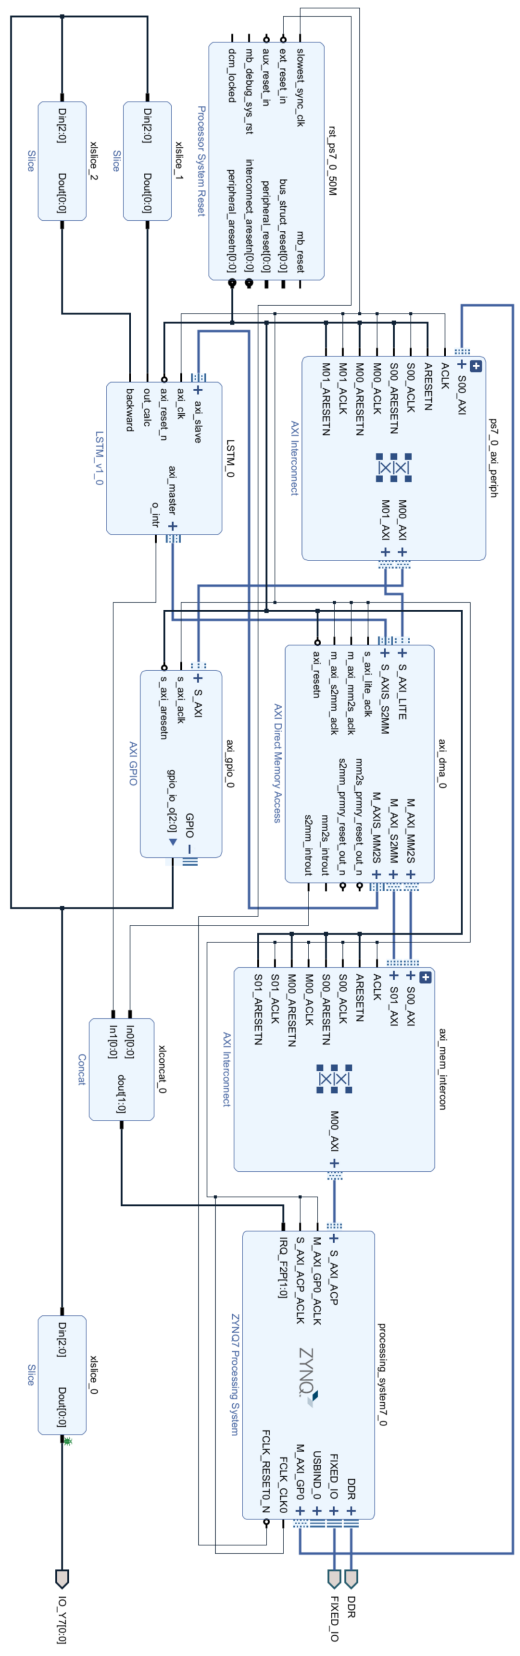 rst_ps7_0_50M
slowest_sync_clk
ext_reset_in
aux_reset_in
mb_debug_sys_rst
dcm_locked
mb_reset
bus_struct_reset[0:0]
peripheral_reset[0:0]
interconnect_aresetn[0:0]
peripheral_aresetn[0:0]
Processor System Reset
xlslice_1
Din[2:0]
Dout[0:0]
Slice
xlslice_2
Din[2:0]
Dout[0:0]
Slice
ps7_0_axi_periph
S00_AXI
ACLK
ARESETN
S00_ACLK
S00_ARESETN
M00_ACLK
M00_ARESETN
M01_ACLK
M01_ARESETN
M00_AXI
M01_AXI
AXI Interconnect
LSTM_0
axi_slave
axi_clk
axi_reset_n
out_calc
backward
axi_master
o_intr
LSTM_v1_0
axi_dma_0
S_AXI_LITE
S_AXIS_S2MM
s_axi_lite_aclk
m_axi_mm2s_aclk
m_axi_s2mm_aclk
axi_resetn
M_AXI_MM2S
M_AXI_S2MM
M_AXIS_MM2S
mm2s_prmry_reset_out_n
s2mm_prmry_reset_out_n
mm2s_introut
s2mm_introut
AXI Direct Memory Access
axi_gpio_0
S_AXI
s_axi_aclk
s_axi_aresetn
GPIO
gpio_io_o[2:0]
AXI GPIO
axi_mem_intercon
S00_AXI
S01_AXI
ACLK
ARESETN
S00_ACLK
S00_ARESETN
M00_ACLK
M00_ARESETN
S01_ACLK
S01_ARESETN
M00_AXI
AXI Interconnect
xlconcat_0
In0[0:0]
In1[0:0]
dout[1:0]
Concat
processing_system7_0
S_AXI_ACP
M_AXI_GP0_ACLK
S_AXI_ACP_ACLK
IRQ_F2P[1:0]
ZYNQ
DDR
FIXED_IO
USBIND_0
M_AXI_GP0
FCLK_CLK0
FCLK_RESET0_N
ZYNQ7 Processing System
xlslice_0
Din[2:0]
Dout[0:0]
Slice
DDR
FIXED_IO
IO_Y7[0:0]